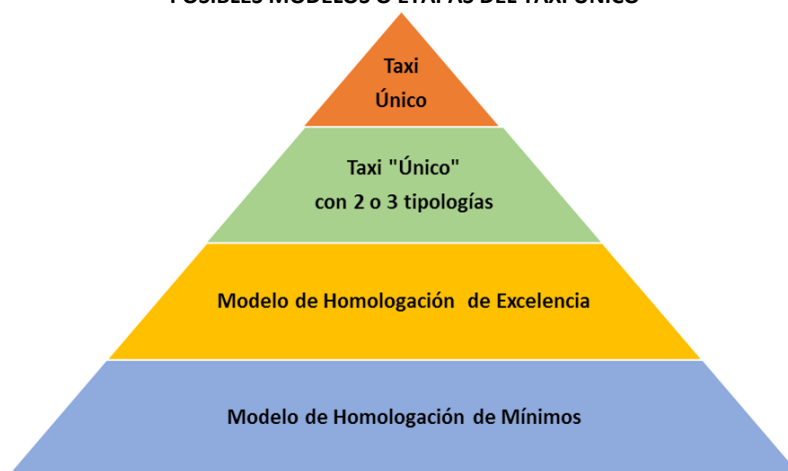 POSIBLES MODELOS O ETAPAS DEL TAXI ÚNICO
Taxi
Único
Taxi "Único"
con 2 o 3 tipologías
Modelo de Homologación de Excelencia
Modelo de Homologación de Mínimos